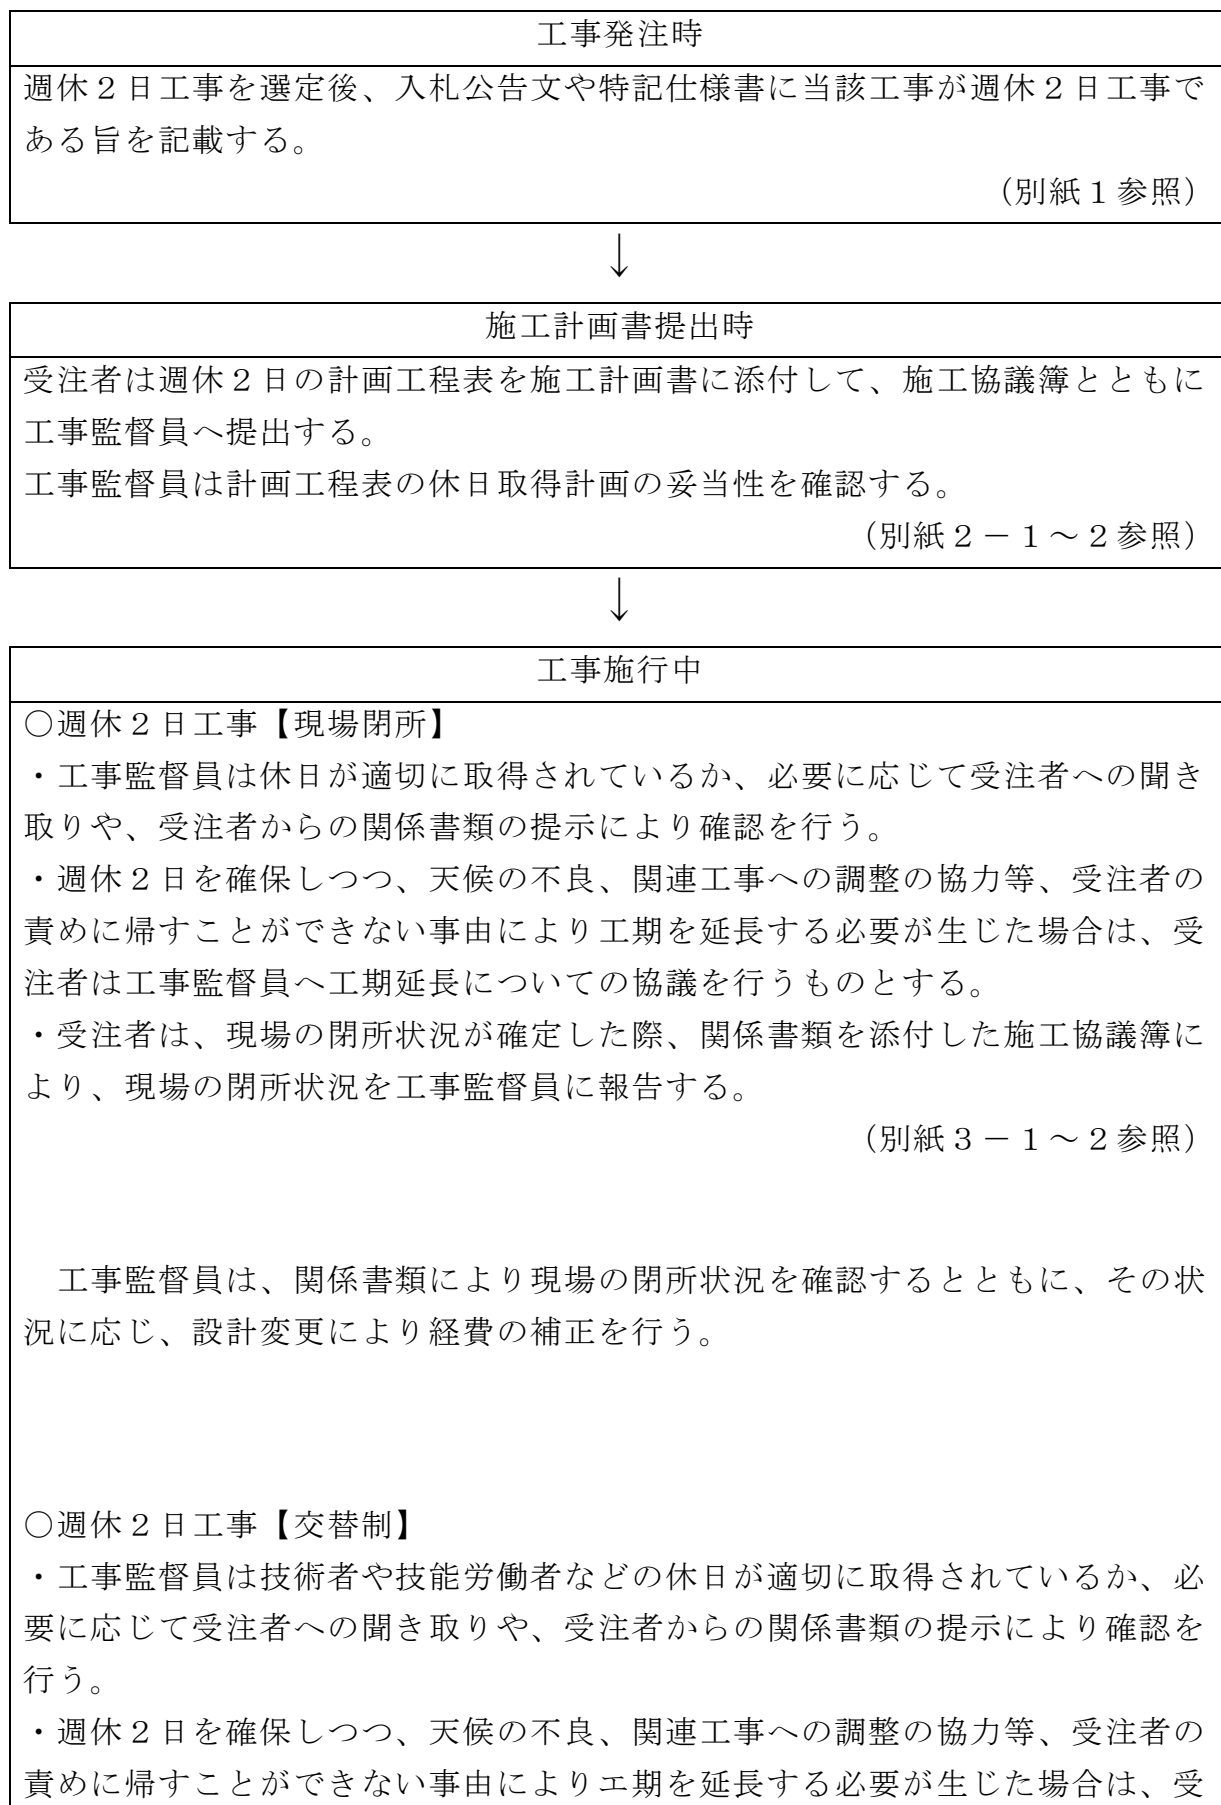 工事発注時
週休２日工事を選定後、入札公告文や特記仕様書に当該工事が週休２日工事で
ある旨を記載する。
（別紙１参照）
↓
施工計画書提出時
受注者は週休２日の計画工程表を施工計画書に添付して、施工協議簿とともに
工事監督員へ提出する。
工事監督員は計画工程表の休日取得計画の妥当性を確認する。
（別紙２－１～２参照）
↓
工事施行中
○週休２日工事【現場閉所】
・工事監督員は休日が適切に取得されているか、必要に応じて受注者への聞き
取りや、受注者からの関係書類の提示により確認を行う。
・週休２日を確保しつつ、天候の不良、関連工事への調整の協力等、受注者の
責めに帰すことができない事由により工期を延長する必要が生じた場合は、受
注者は工事監督員へ工期延長についての協議を行うものとする。
・受注者は、現場の閉所状況が確定した際、関係書類を添付した施工協議簿に
より、現場の閉所状況を工事監督員に報告する。
（別紙３－１～２参照）
工事監督員は、関係書類により現場の閉所状況を確認するとともに、その状
況に応じ、設計変更により経費の補正を行う。
○週休２日工事【交替制】
・工事監督員は技術者や技能労働者などの休日が適切に取得されているか、必
要に応じて受注者への聞き取りや、受注者からの関係書類の提示により確認を
行う。
・週休２日を確保しつつ、天候の不良、関連工事への調整の協力等、受注者の
責めに帰すことができない事由によりエ期を延長する必要が生じた場合は、受